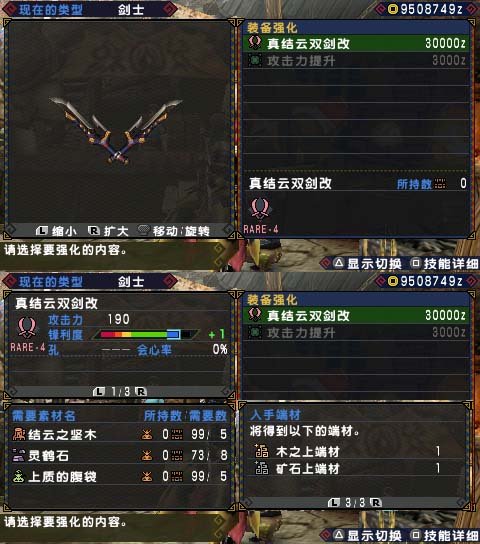 现在的类型 剑士
9508749z
装备强化
真结云双剑改 30000z
攻击力提升 3000z
真结云双剑改 所持数 0
RARE-4
L 缩小 R 扩大 移动/旋转
请选择要强化的内容。
△显示切换 □技能详细
现在的类型 剑士
9508749z
真结云双剑改
攻击力 190
锋利度 +1
RARE-4
孔 --- 会心率 0%
L 1/3 R
装备强化
真结云双剑改 30000z
攻击力提升 3000z
需要素材名 所持数/需要数
结云之坚木 0 99/ 5
灵鹤石 0 73/ 8
上质的腹袋 0 99/ 5
入手端材
将得到以下的端材。
木之上端材 1
矿石上端材 1
L 3/3 R
请选择要强化的内容。
△显示切换 □技能详细